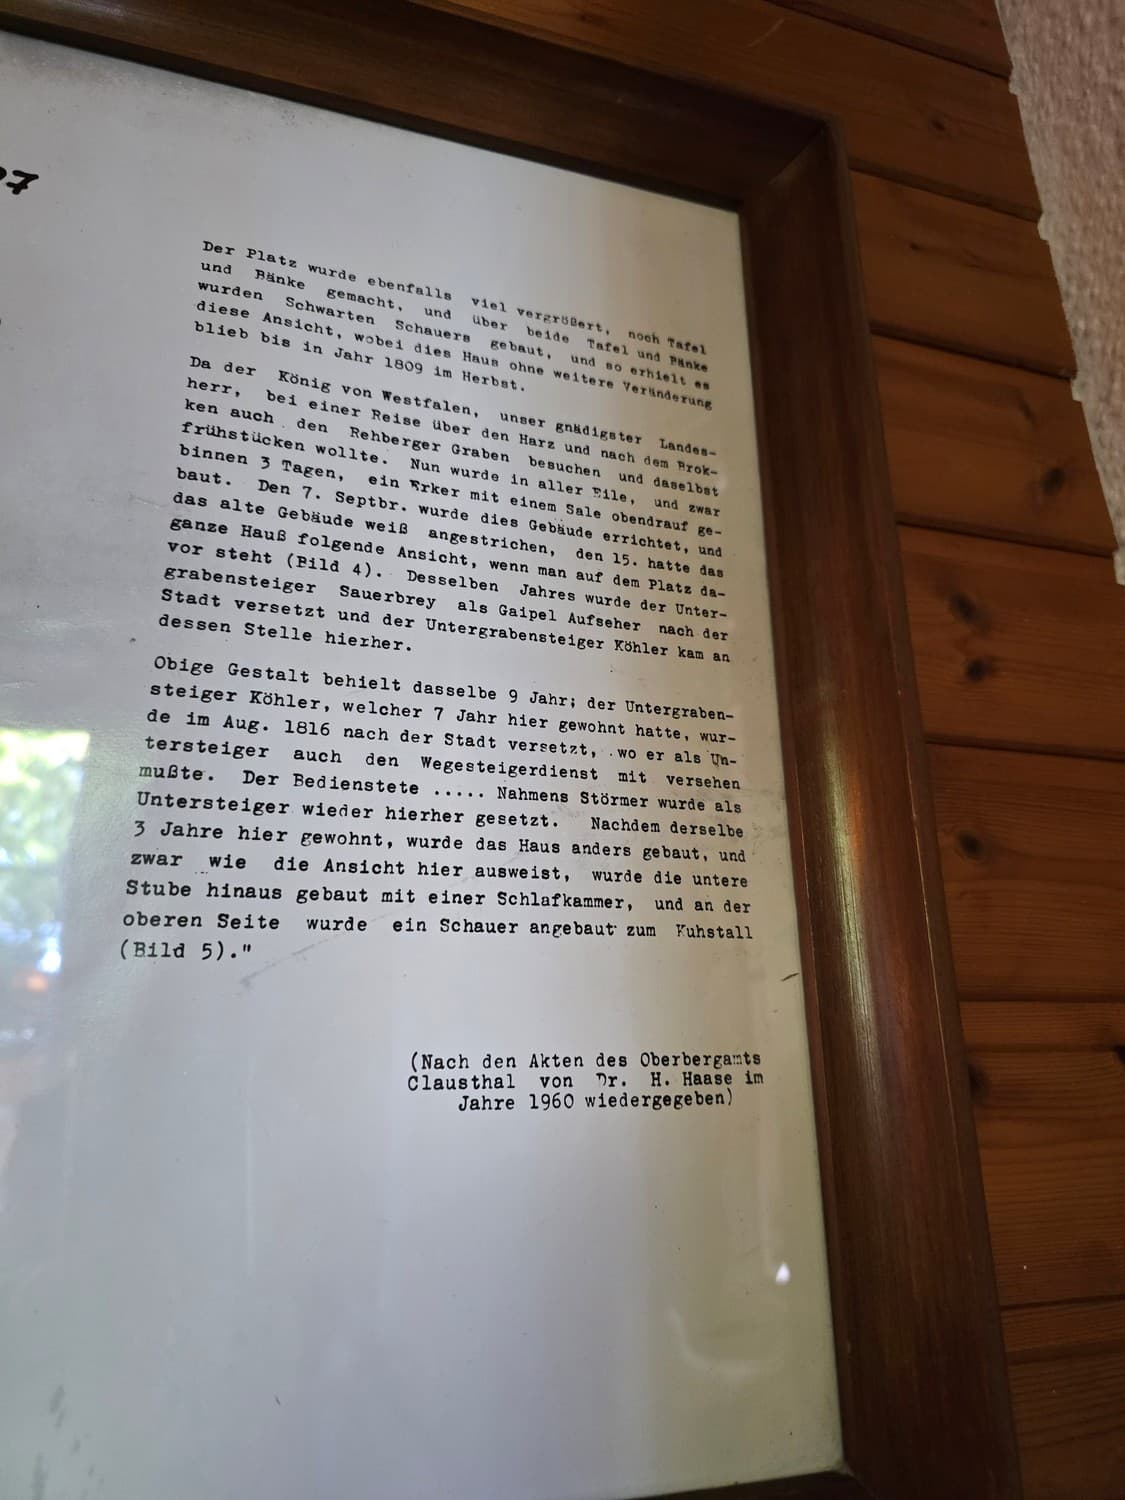 7
Der Platz wurde ebenfalls viel vergrößert, noch Tafel
und Bänke gemacht, und über beide Tafel und Bänke
wurden Schwarten Schauers gebaut, und so erhielt es
diese Ansicht, wobei dies Haus ohne weitere Veränderung
blieb bis in Jahr 1809 im Herbst.
Da der König von Westfalen, unser gnädigster Landes-
herr, bei einer Reise über den Harz und nach dem Brok-
ken auch den Rehberger Graben besuchen und daselbst
frühstücken wollte. Nun wurde in aller Eile, und zwar
binnen 3 Tagen, ein Erker mit einem Sale obendrauf ge-
baut. Den 7. Septbr. wurde dies Gebäude errichtet, und
das alte Gebäude weiß angestrichen, den 15. hatte das
ganze Hauß folgende Ansicht, wenn man auf dem Platz da-
vor steht (Bild 4). Desselben Jahres wurde der Unter-
grabensteiger Sauerbrey als Gaipel Aufseher nach der
Stadt versetzt und der Untergrabensteiger Köhler kam an
dessen Stelle hierher.
Obige Gestalt behielt dasselbe 9 Jahr; der Untergraben-
steiger Köhler, welcher 7 Jahr hier gewohnt hatte, wur-
de im Aug. 1816 nach der Stadt versetzt, wo er als Un-
tersteiger auch den Wegesteigerdienst mit versehen
mußte. Der Bedienstete ..... Nahmens Störmer wurde als
Untersteiger wieder hierher gesetzt. Nachdem derselbe
3 Jahre hier gewohnt, wurde das Haus anders gebaut, und
zwar wie die Ansicht hier ausweist, wurde die untere
Stube hinaus gebaut mit einer Schlafkammer, und an der
oberen Seite wurde ein Schauer angebaut zum Kuhstall
(Bild 5)."
(Nach den Akten des Oberbergamts
Clausthal von Dr. H. Haase im
Jahre 1960 wiedergegeben)